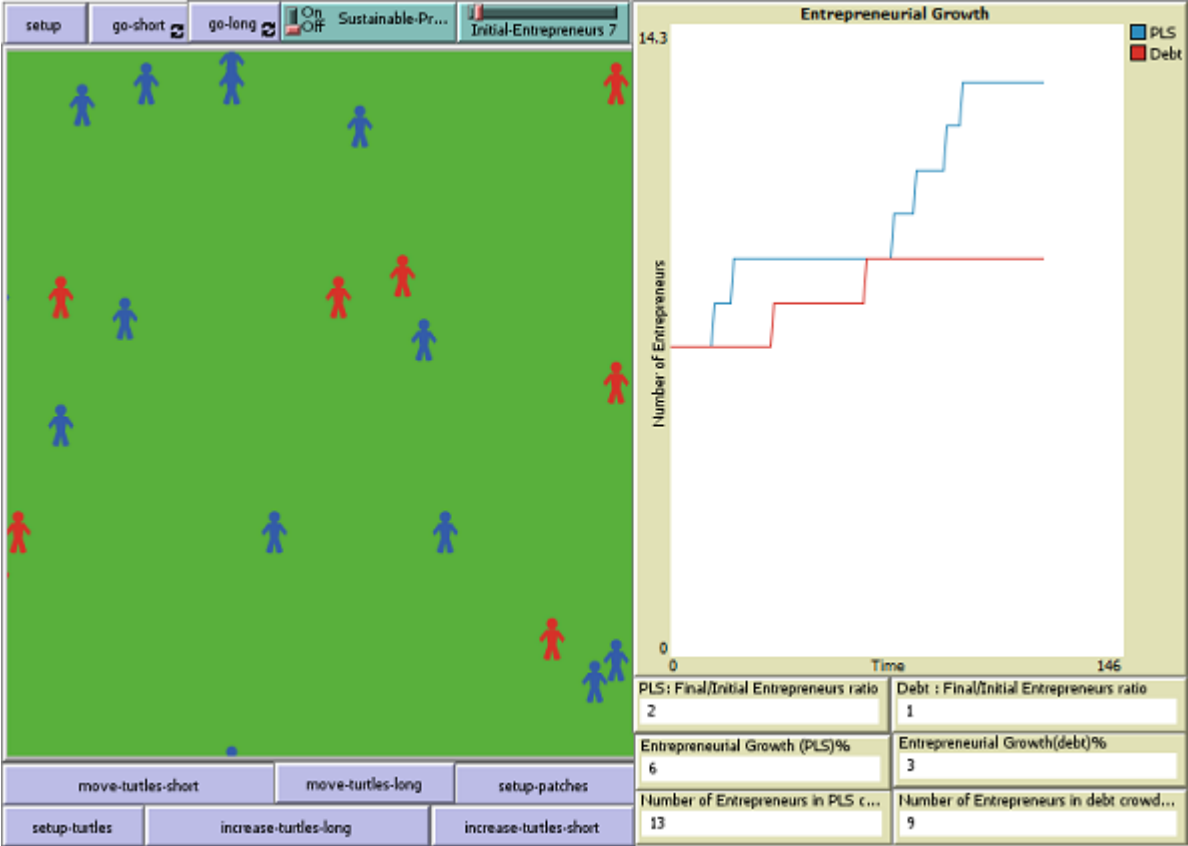 setup
go-short
go-long
On
Off
Sustainable-Pr...
Initial-Entrepreneurs 7
move-turtles-short
move-turtles-long
setup-patches
setup-turtles
increase-turtles-long
increase-turtles-short
Entrepreneurial Growth
14.3
PLS
Debt
Number of Entrepreneurs
0
0
Time
146
PLS: Final/Initial Entrepreneurs ratio
2
Debt : Final/Initial Entrepreneurs ratio
1
Entrepreneurial Growth (PLS)%
6
Entrepreneurial Growth(debt)%
3
Number of Entrepreneurs in PLS c...
13
Number of Entrepreneurs in debt crowd...
9